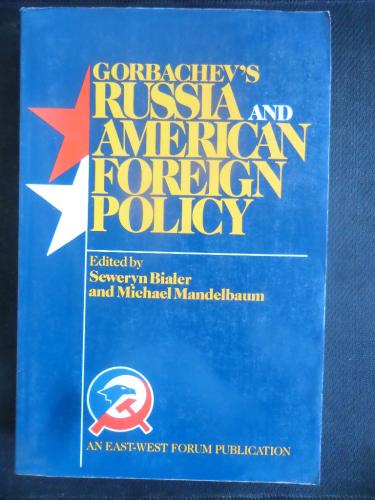 GORBACHEV'S
RUSSIA AND
AMERICAN
FOREIGN
POLICY
Edited by
Seweryn Bialer
and Michael Mandelbaum
AN EAST-WEST FORUM PUBLICATION